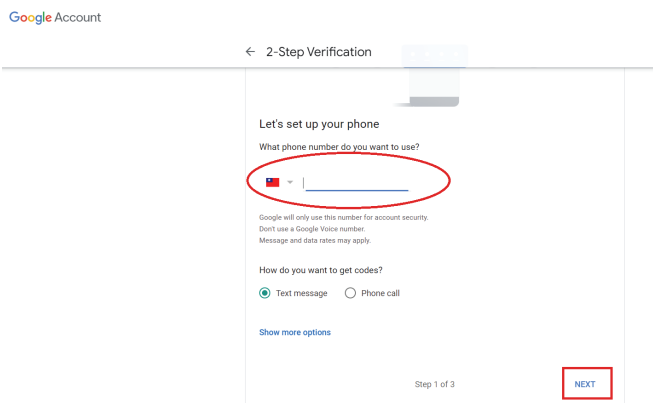 Google Account
2-Step Verification
Let's set up your phone
What phone number do you want to use?
Google will only use this number for account security.
Don't use a Google Voice number.
Message and data rates may apply.
How do you want to get codes?
Text message Phone call
Show more options
Step 1 of 3 NEXT